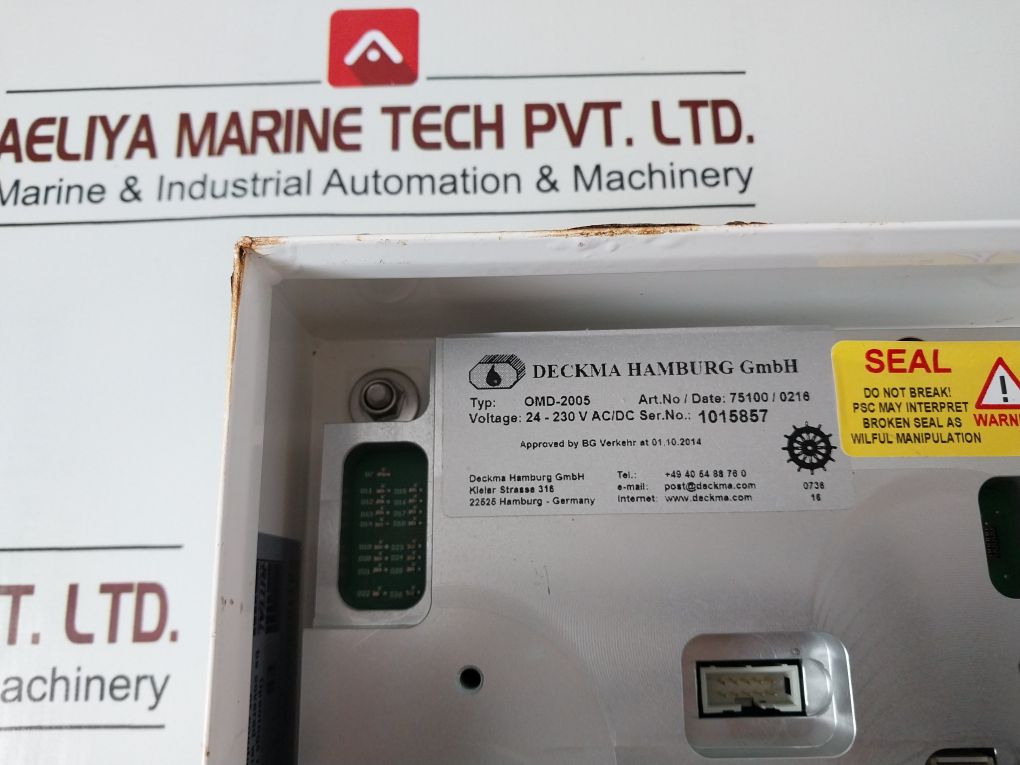 AELIYA MARINE TECH PVT. LTD.
Marine & Industrial Automation & Machinery
DECKMA HAMBURG GmbH
Typ: OMD-2005 Art.No / Date: 75100 / 0216
Voltage: 24 - 230 V AC/DC Ser.No.: 1015857
Approved by BG Verkehr at 01.10.2014
Deckma Hamburg GmbH Tel.: +49 40 54 88 76 0
Kieler Strasse 316 e-mail: post@deckma.com 0736
22525 Hamburg - Germany Internet: www.deckma.com 16
SEAL
DO NOT BREAK!
PSC MAY INTERPRET
BROKEN SEAL AS
WILFUL MANIPULATION
WARN
T. LTD.
achinery